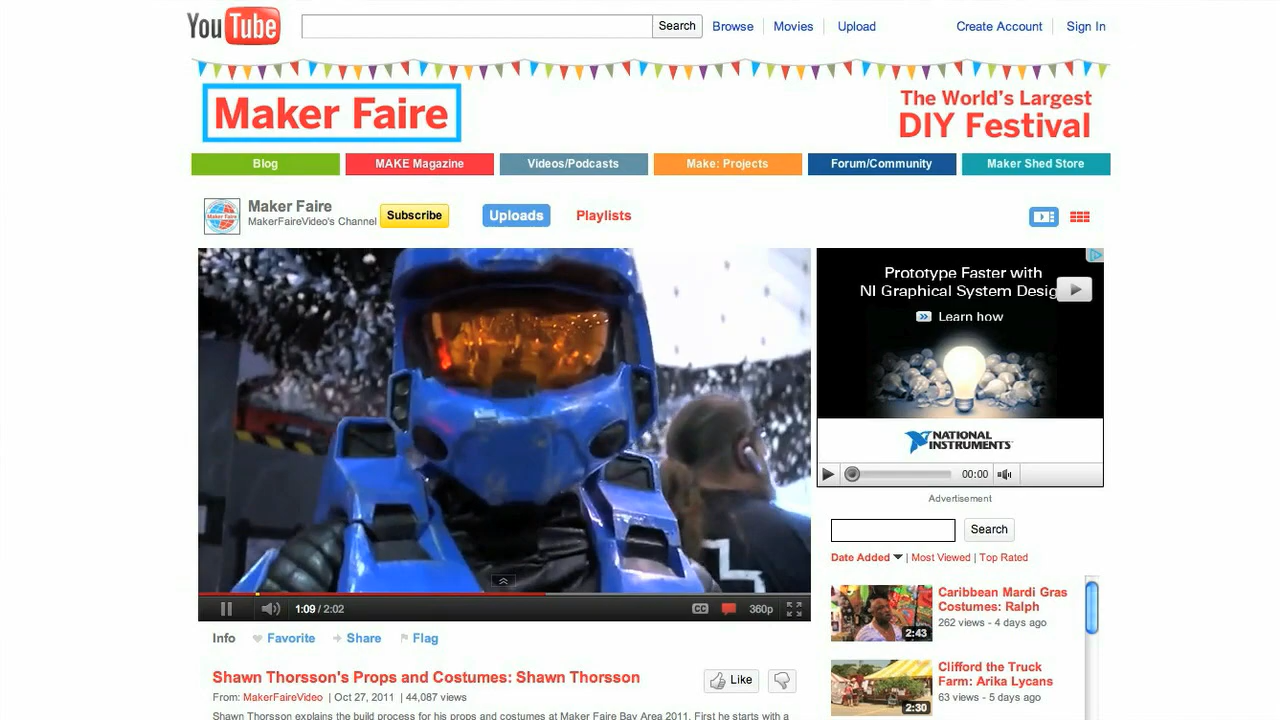 YouTube
Search
Browse
Movies
Upload
Create Account
Sign In
Maker Faire
The World's Largest
DIY Festival
Blog
MAKE Magazine
Videos/Podcasts
Make: Projects
Forum/Community
Maker Shed Store
Maker Faire
MakerFaireVideo's Channel
Subscribe
Uploads
Playlists
Prototype Faster with
NI Graphical System Desig
Learn how
NATIONAL
INSTRUMENTS
00:00
Advertisement
Search
Date Added | Most Viewed | Top Rated
Caribbean Mardi Gras
Costumes: Ralph
262 views - 4 days ago
2:43
Clifford the Truck
Farm: Arika Lycans
63 views - 5 days ago
2:30
1:09 / 2:02
CC
360p
Info
Favorite
Share
Flag
Shawn Thorsson's Props and Costumes: Shawn Thorsson
Like
From: MakerFaireVideo | Oct 27, 2011 | 44,087 views
Shawn Thorsson explains the build process for his props and costumes at Maker Faire Bay Area 2011. First he starts with a